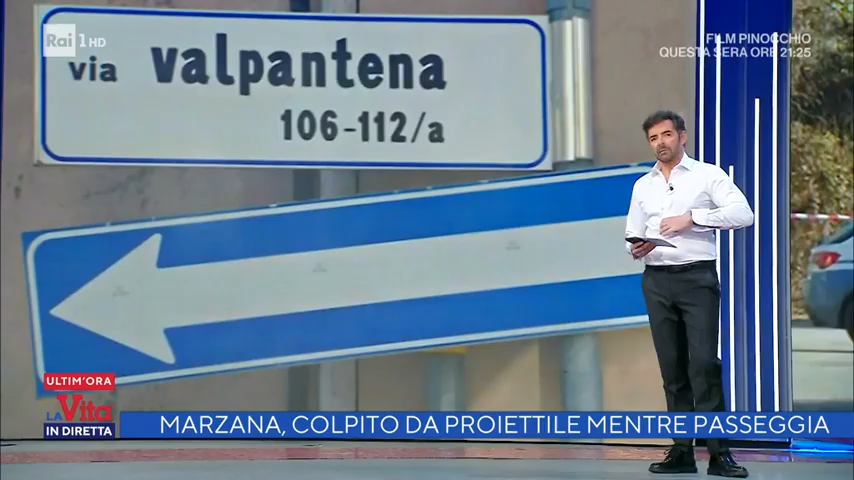 Rai 1 HD
FILM PINOCCHIO
QUESTA SERA ORE 21:25
via valpantena
106-112/a
ULTIM'ORA
LA Vita
IN DIRETTA
MARZANA, COLPITO DA PROIETTILE MENTRE PASSEGGIA